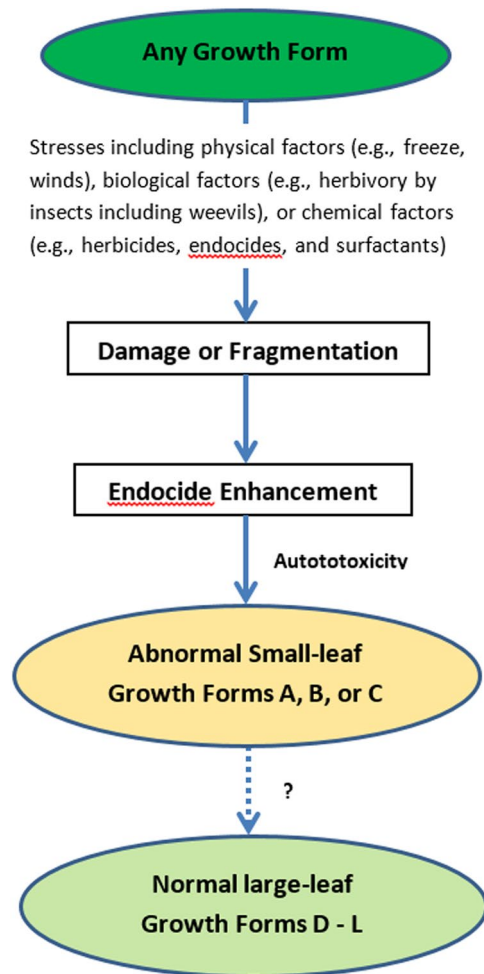 Any Growth Form
Stresses including physical factors (e.g., freeze,
winds), biological factors (e.g., herbivory by
insects including weevils), or chemical factors
(e.g., herbicides, endocides, and surfactants)
Damage or Fragmentation
Endocide Enhancement
Autototoxicity
Abnormal Small-leaf
Growth Forms A, B, or C
?
Normal large-leaf
Growth Forms D - L